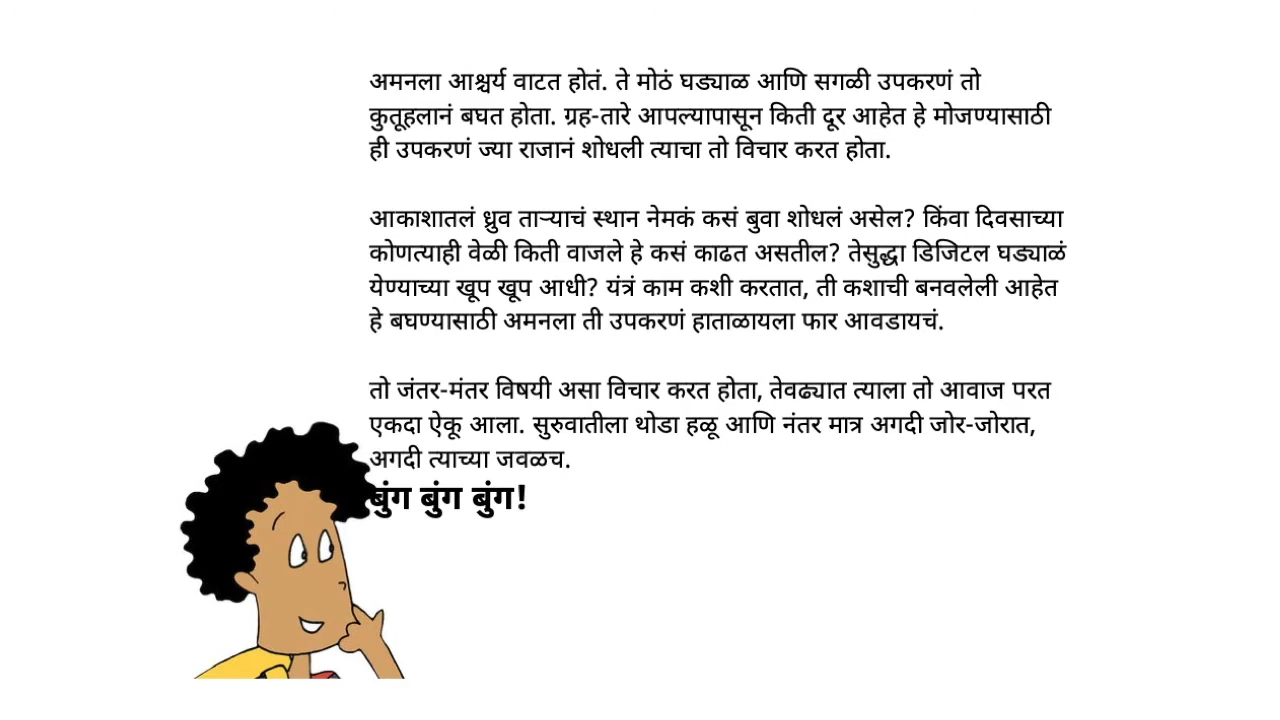 अमनला आश्चर्य वाटत होतं. ते मोठं घड्याळ आणि सगळी उपकरणं तो
कुतूहलानं बघत होता. ग्रह-तारे आपल्यापासून किती दूर आहेत हे मोजण्यासाठी
ही उपकरणं ज्या राजानं शोधली त्याचा तो विचार करत होता.
आकाशातलं ध्रुव ताऱ्याचं स्थान नेमकं कसं बुवा शोधलं असेल? किंवा दिवसाच्या
कोणत्याही वेळी किती वाजले हे कसं काढत असतील? तेसुद्धा डिजिटल घड्याळं
येण्याच्या खूप खूप आधी? यंत्रं काम कशी करतात, ती कशाची बनवलेली आहेत
हे बघण्यासाठी अमनला ती उपकरणं हाताळायला फार आवडायचं.
तो जंतर-मंतर विषयी असा विचार करत होता, तेवढ्यात त्याला तो आवाज परत
एकदा ऐकू आला. सुरुवातीला थोडा हळू आणि नंतर मात्र अगदी जोर-जोरात,
अगदी त्याच्या जवळच.
बुंग बुंग बुंग!